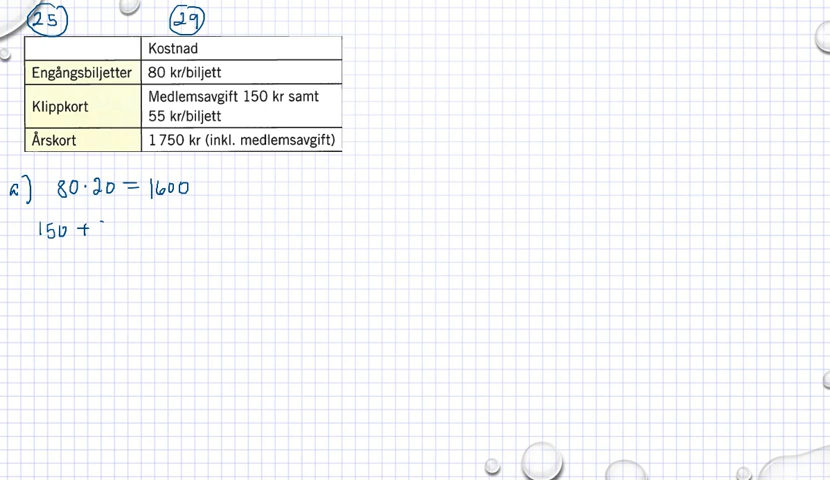 25 29
Kostnad
Engångsbiljetter 80 kr/biljett
Klippkort Medlemsavgift 150 kr samt
55 kr/biljett
Årskort 1 750 kr (inkl. medlemsavgift)
a) 80·20 = 1600
150 +